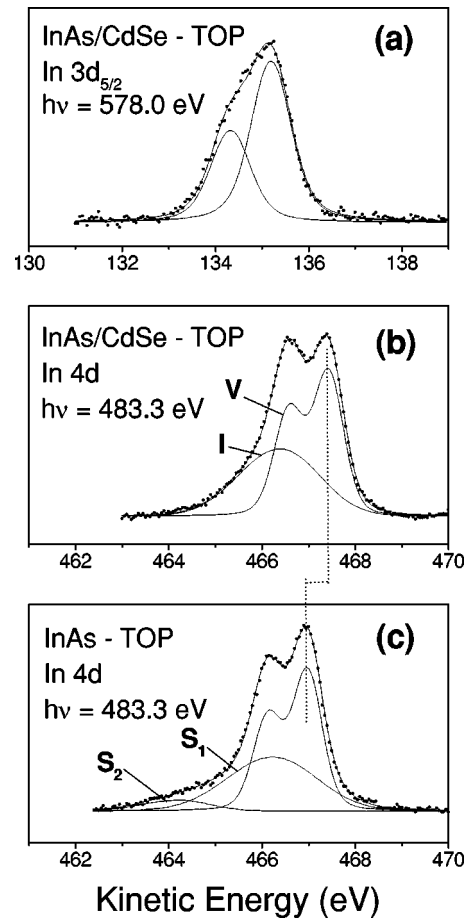 InAs/CdSe - TOP
(a)
In 3d5/2
hν = 578.0 eV
130 132 134 136 138
InAs/CdSe - TOP
(b)
In 4d
hν = 483.3 eV
V
I
462 464 466 468 470
InAs - TOP
(c)
In 4d
hν = 483.3 eV
S1
S2
462 464 466 468 470
Kinetic Energy (eV)